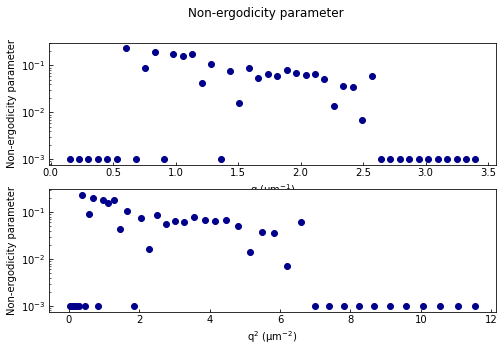 Non-ergodicity parameter
Non-ergodicity parameter
10⁻¹
10⁻²
10⁻³
0.0 0.5 1.0 1.5 2.0 2.5 3.0 3.5
q (μm⁻¹)
Non-ergodicity parameter
10⁻¹
10⁻²
10⁻³
0 2 4 6 8 10 12
q² (μm⁻²)